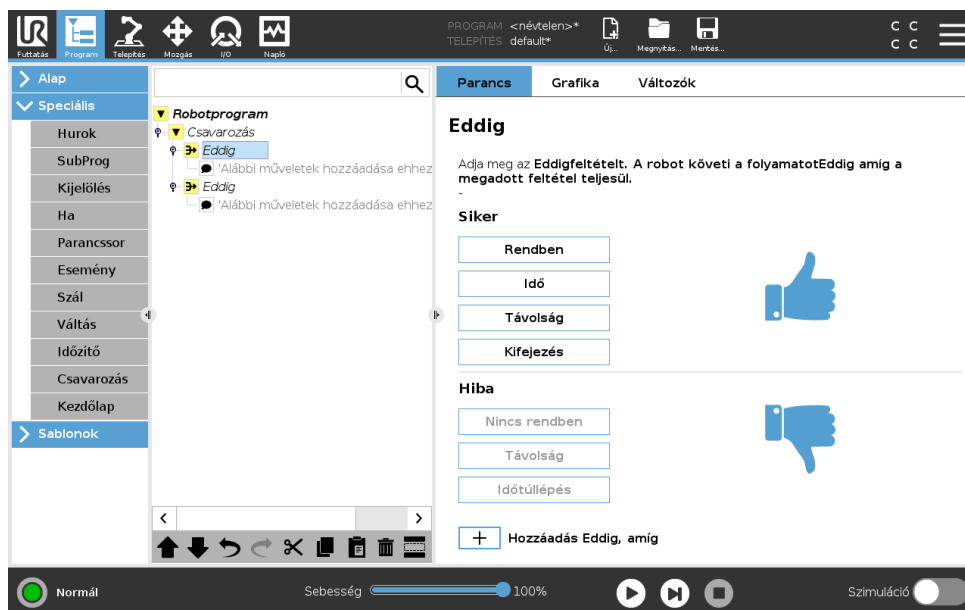 UR
PROGRAM <névtelen>*
TELEPÍTÉS default*
Futtatás Program Telepítés Mozgás I/O Napló Új... Megnyitás... Mentés...
C C
C C
Alap
Speciális
Hurok
SubProg
Kijelölés
Ha
Parancssor
Esemény
Szál
Váltás
Időzítő
Csavarozás
Kezdőlap
Sablonok
Robotprogram
Csavarozás
Eddig
'Alábbi műveletek hozzáadása ehhez
Eddig
'Alábbi műveletek hozzáadása ehhez
Parancs Grafika Változók
Eddig
Adja meg az Eddigfeltételt. A robot követi a folyamatotEddig amíg a
megadott feltétel teljesül.
-
Siker
Rendben
Idő
Távolság
Kifejezés
Hiba
Nincs rendben
Távolság
Időtúllépés
+ Hozzáadás Eddig, amíg
Normál
Sebesség 100%
Szimuláció